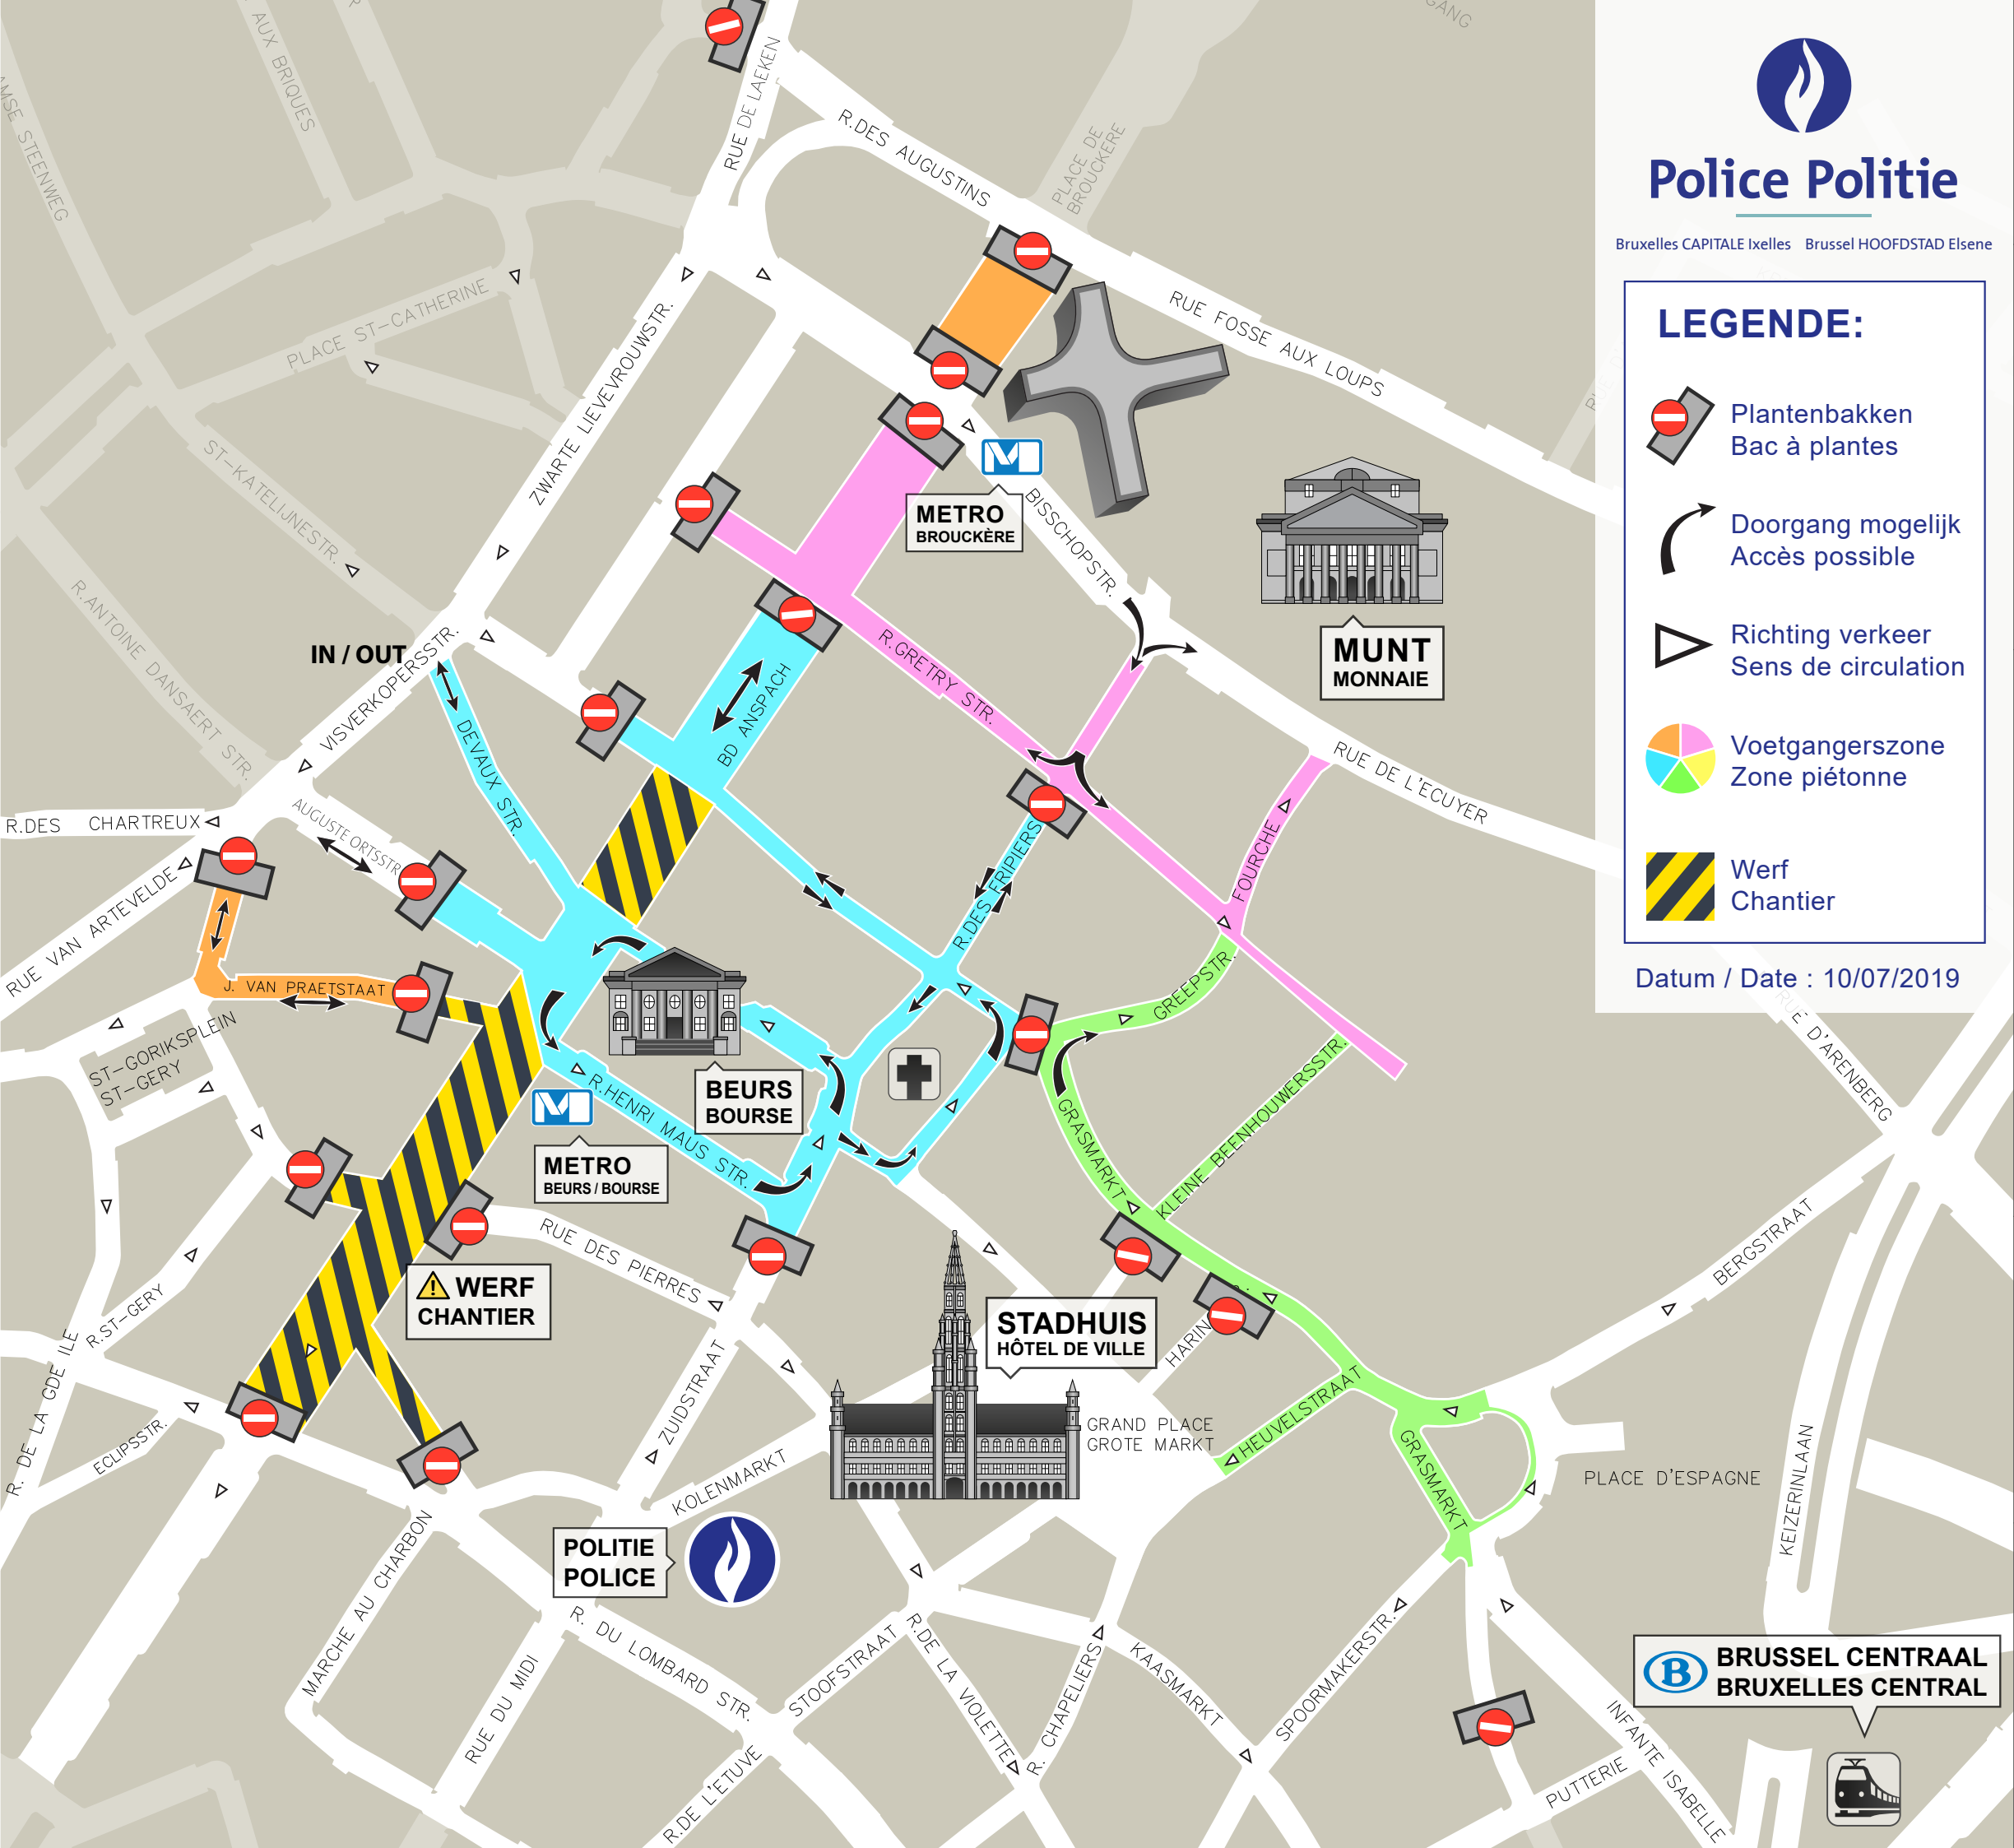 GANG
AUX BRIQUES
RUE DE LAEKEN
R.DES AUGUSTINS
PLACE DE
BROUCKERE
Police Politie
Bruxelles CAPITALE Ixelles Brussel HOOFDSTAD Elsene
LEGENDE:
Plantenbakken
Bac à plantes
Doorgang mogelijk
Accès possible
Richting verkeer
Sens de circulation
Voetgangerszone
Zone piétonne
Werf
Chantier
Datum / Date : 10/07/2019
STEENWEG
PLACE ST-CATHERINE
ZWARTE LIEVEVROUWSTR.
RUE FOSSE AUX LOUPS
ST-KATELIJNESTR.
METRO
BROUCKÈRE
BISSCHOPSTR.
MUNT
MONNAIE
R.ANTOINE DANSAERT STR.
IN / OUT
VISVERKOPERSSTR.
DEVAUX STR.
BD ANSPACH
R.GRETRY STR.
RUE DE L'ECUYER
R.DES CHARTREUX
AUGUSTE ORTSSTR.
RUE VAN ARTEVELDE
R.DES FRIPIERS
FOURCHE
J. VAN PRAETSTAAT
GREEPSTR.
ST-GORIKSPLEIN
ST-GERY
BEURS
BOURSE
R.HENRI MAUS STR.
METRO
BEURS / BOURSE
GRASMARKT
KLEINE BEENHOUWERSSTR.
RUE D'ARENBERG
BERGSTRAAT
RUE DES PIERRES
WERF
CHANTIER
R.ST-GERY
R. DE LA GDE ILE
ECLIPSSTR.
STADHUIS
HÔTEL DE VILLE
HARIN
ZUIDSTRAAT
KOLENMARKT
GRAND PLACE
GROTE MARKT
HEUVELSTRAAT
GRASMARKT
PLACE D'ESPAGNE
KEIZERINLAAN
POLITIE
POLICE
MARCHE AU CHARBON
RUE DU MIDI
R. DU LOMBARD STR.
STOOFSTRAAT
R.DE L'ETUVE
R.DE LA VIOLETTE
R. CHAPELIERS
KAASMARKT
SPOORMAKERSTR.
INFANTE ISABELLE
PUTTERIE
B
BRUSSEL CENTRAAL
BRUXELLES CENTRAL